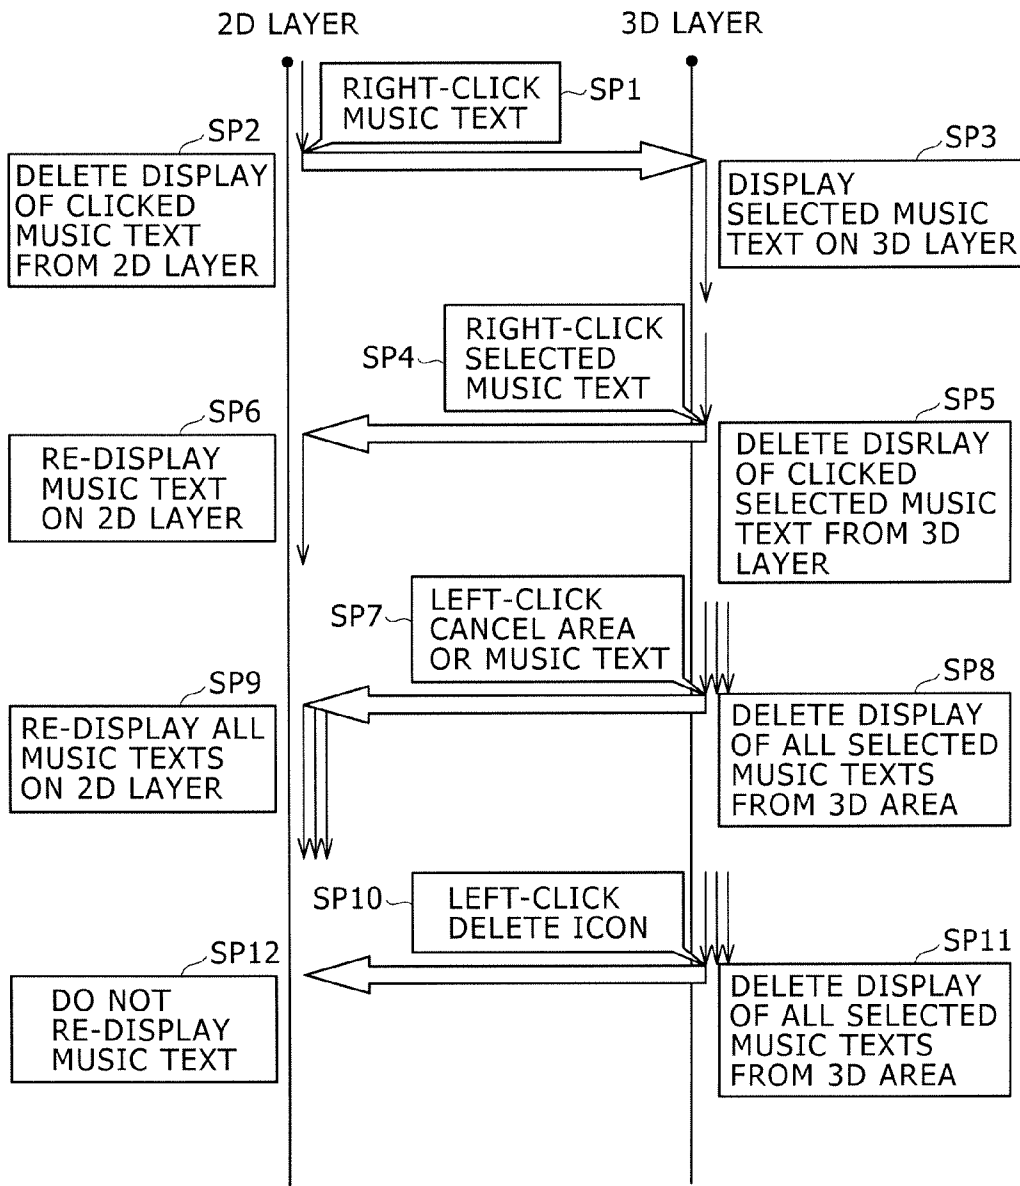 2D LAYER
3D LAYER
RIGHT-CLICK
MUSIC TEXT
SP1
SP2
DELETE DISPLAY
OF CLICKED
MUSIC TEXT
FROM 2D LAYER
SP3
DISPLAY
SELECTED MUSIC
TEXT ON 3D LAYER
SP4
RIGHT-CLICK
SELECTED
MUSIC TEXT
SP5
DELETE DISRLAY
OF CLICKED
SELECTED MUSIC
TEXT FROM 3D
LAYER
SP6
RE-DISPLAY
MUSIC TEXT
ON 2D LAYER
SP7
LEFT-CLICK
CANCEL AREA
OR MUSIC TEXT
SP8
DELETE DISPLAY
OF ALL SELECTED
MUSIC TEXTS
FROM 3D AREA
SP9
RE-DISPLAY ALL
MUSIC TEXTS
ON 2D LAYER
SP10
LEFT-CLICK
DELETE ICON
SP11
DELETE DISPLAY
OF ALL SELECTED
MUSIC TEXTS
FROM 3D AREA
SP12
DO NOT
RE-DISPLAY
MUSIC TEXT